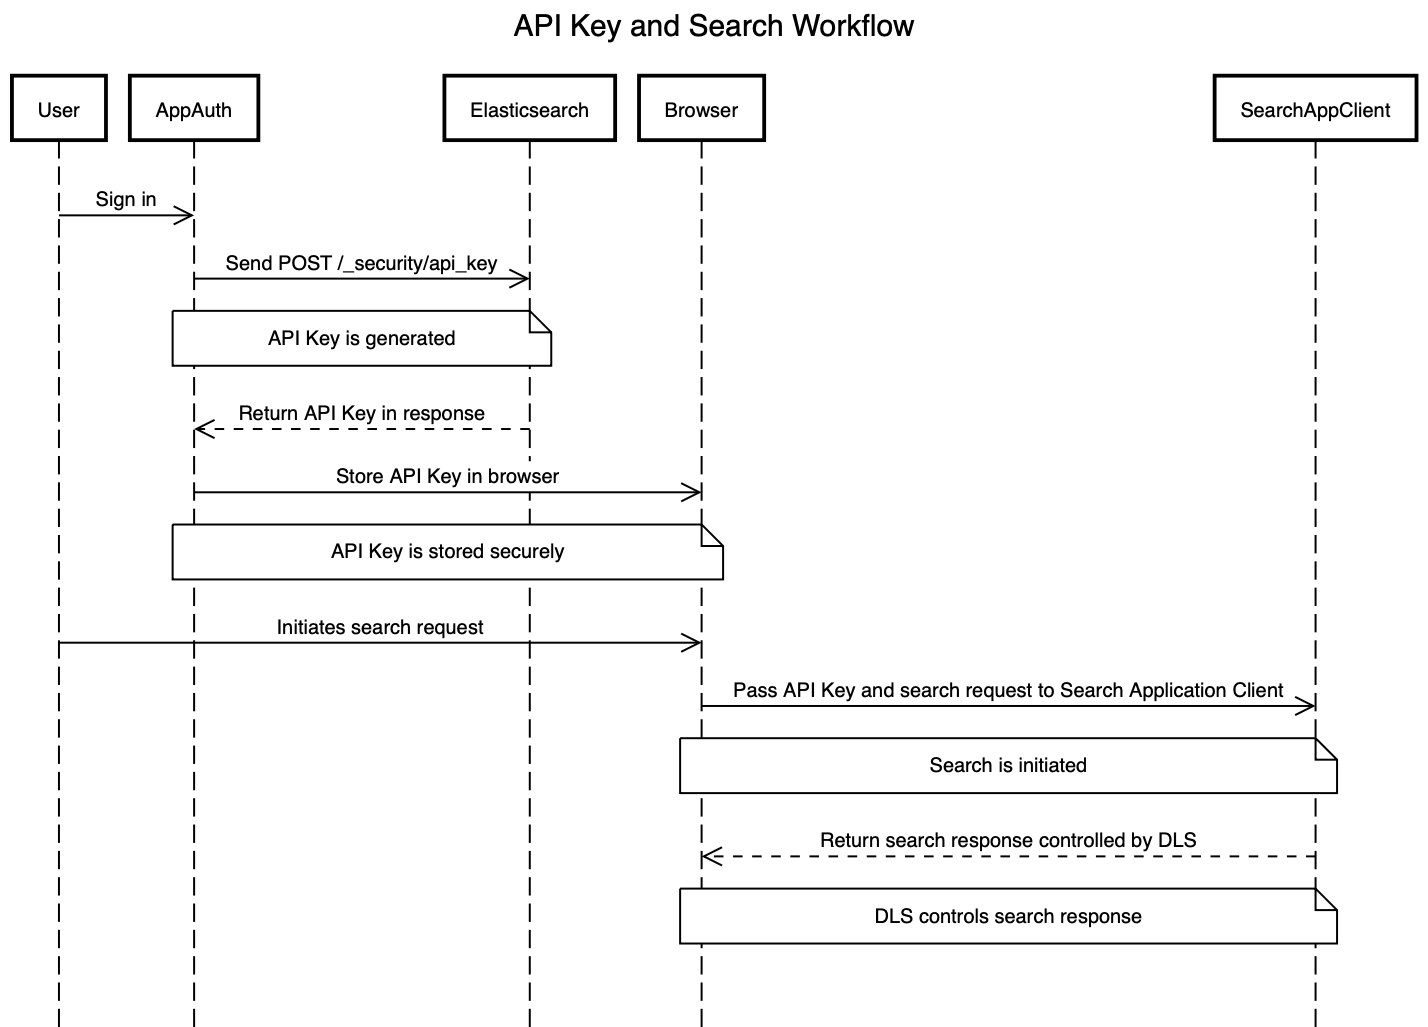 API Key and Search Workflow
User
AppAuth
Elasticsearch
Browser
SearchAppClient
Sign in
Send POST /_security/api_key
API Key is generated
Return API Key in response
Store API Key in browser
API Key is stored securely
Initiates search request
Pass API Key and search request to Search Application Client
Search is initiated
Return search response controlled by DLS
DLS controls search response